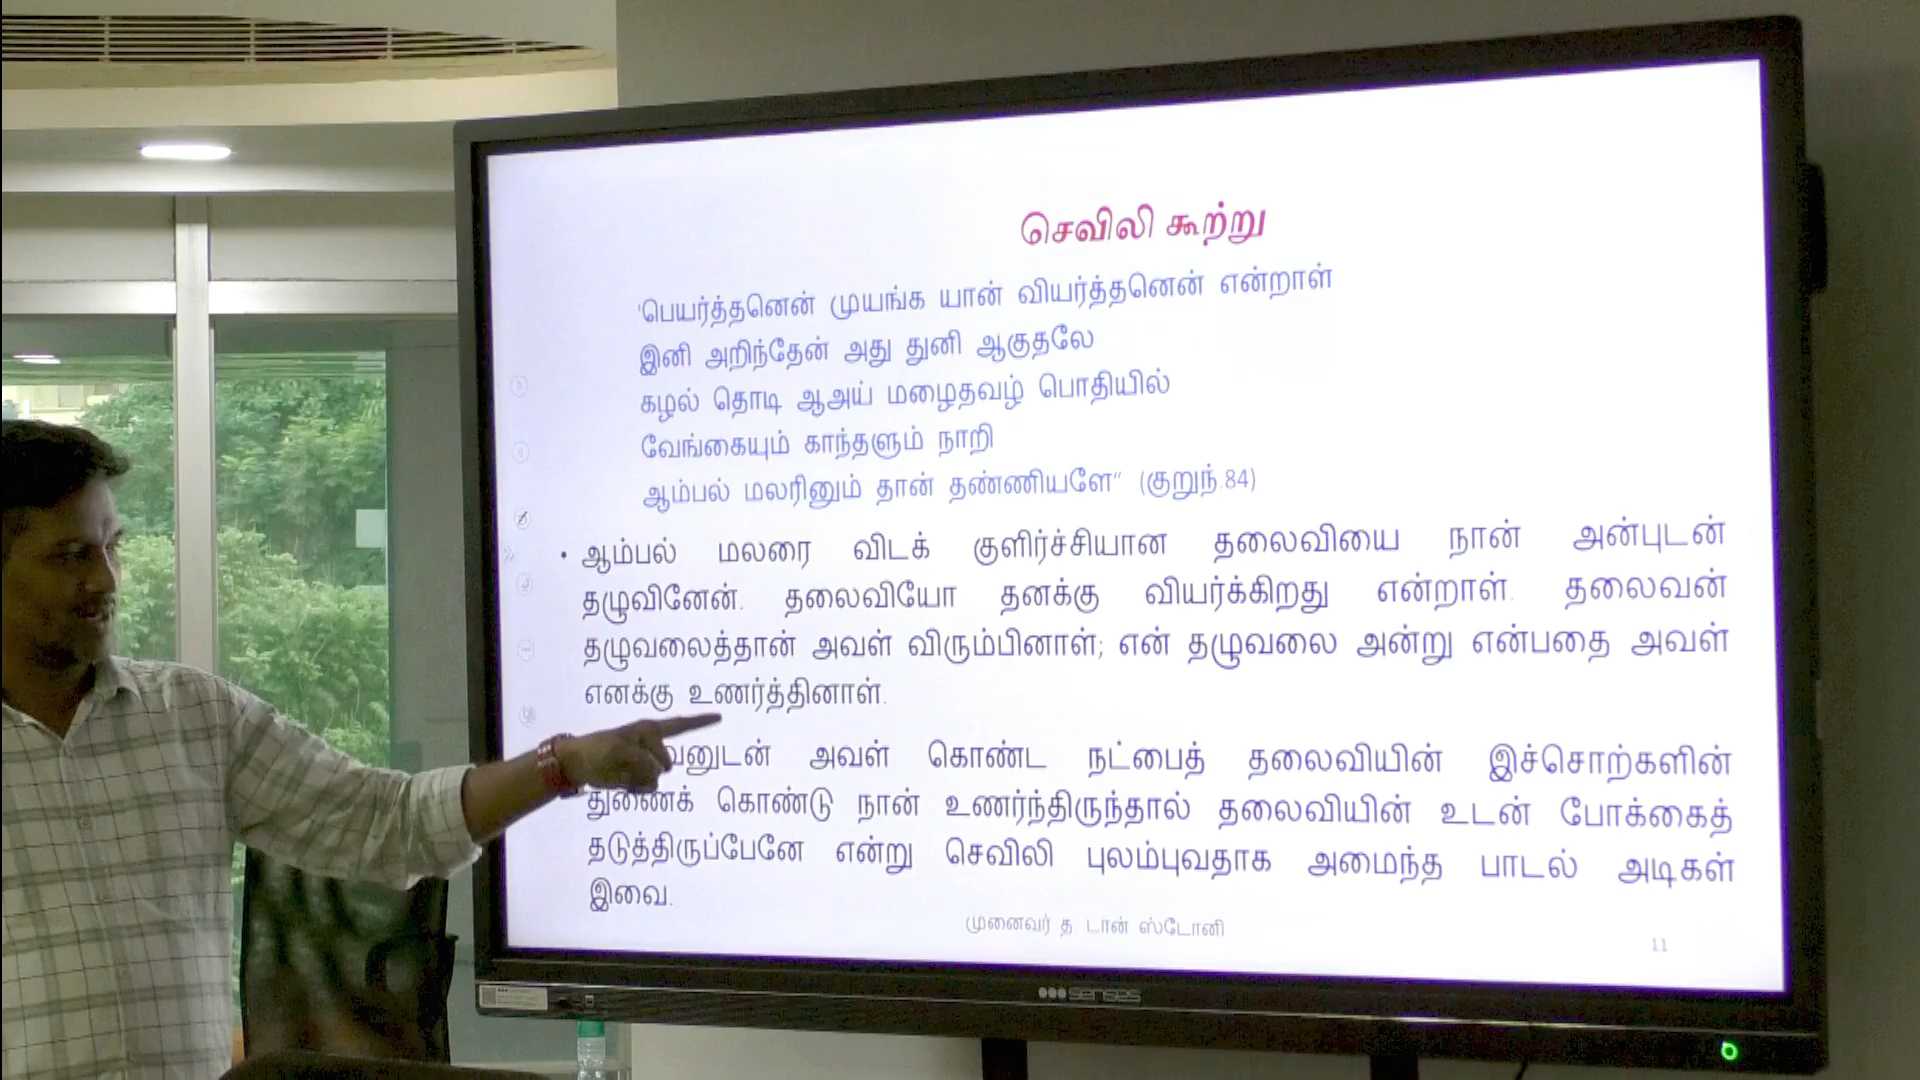 செவிலி கூற்று
'பெயர்த்தனென் முயங்க யான் வியர்த்தனென் என்றாள்
இனி அறிந்தேன் அது துனி ஆகுதலே
கழல் தொடி ஆஅய் மழைதவழ் பொதியில்
வேங்கையும் காந்தளும் நாறி
ஆம்பல் மலரினும் தான் தண்ணியளே" (குறுந்.84)
• ஆம்பல் மலரை விடக் குளிர்ச்சியான தலைவியை நான் அன்புடன்
தழுவினேன். தலைவியோ தனக்கு வியர்க்கிறது என்றாள். தலைவன்
தழுவலைத்தான் அவள் விரும்பினாள்; என் தழுவலை அன்று என்பதை அவள்
எனக்கு உணர்த்தினாள்.
அவள் கொண்ட நட்பைத் தலைவியின் இச்சொற்களின்
துணைக் கொண்டு நான் உணர்ந்திருந்தால் தலைவியின் உடன் போக்கைத்
தடுத்திருப்பேனே என்று செவிலி புலம்புவதாக அமைந்த பாடல் அடிகள்
இவை.
முனைவர் த. டான் ஸ்டோனி
11
senses